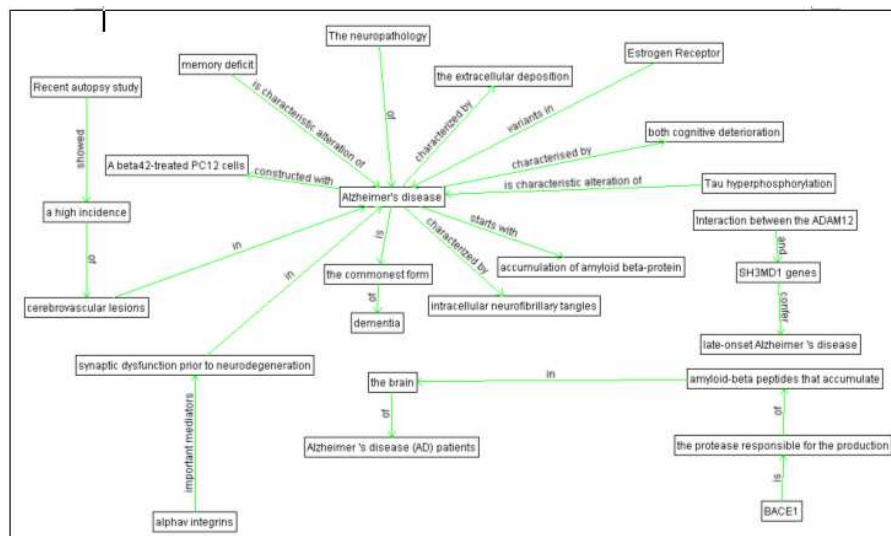 The neuropathology
Estrogen Receptor
memory deficit
the extracellular deposition
Recent autopsy study
is characteristic alteration of
of
characterized by
variants in
both cognitive deterioration
showed
A beta42-treated PC12 cells
constructed with
characterised by
Alzheimer's disease
is characteristic alteration of
Tau hyperphosphorylation
a high incidence
Interaction between the ADAM12
in
is
starts with
and
of
characterized by
accumulation of amyloid beta-protein
the commonest form
SH3MD1 genes
in
of
cerebrovascular lesions
intracellular neurofibrillary tangles
confer
dementia
late-onset Alzheimer 's disease
synaptic dysfunction prior to neurodegeneration
the brain
in
amyloid-beta peptides that accumulate
of
of
important mediators
Alzheimer 's disease (AD) patients
the protease responsible for the production
is
alphav integrins
BACE1